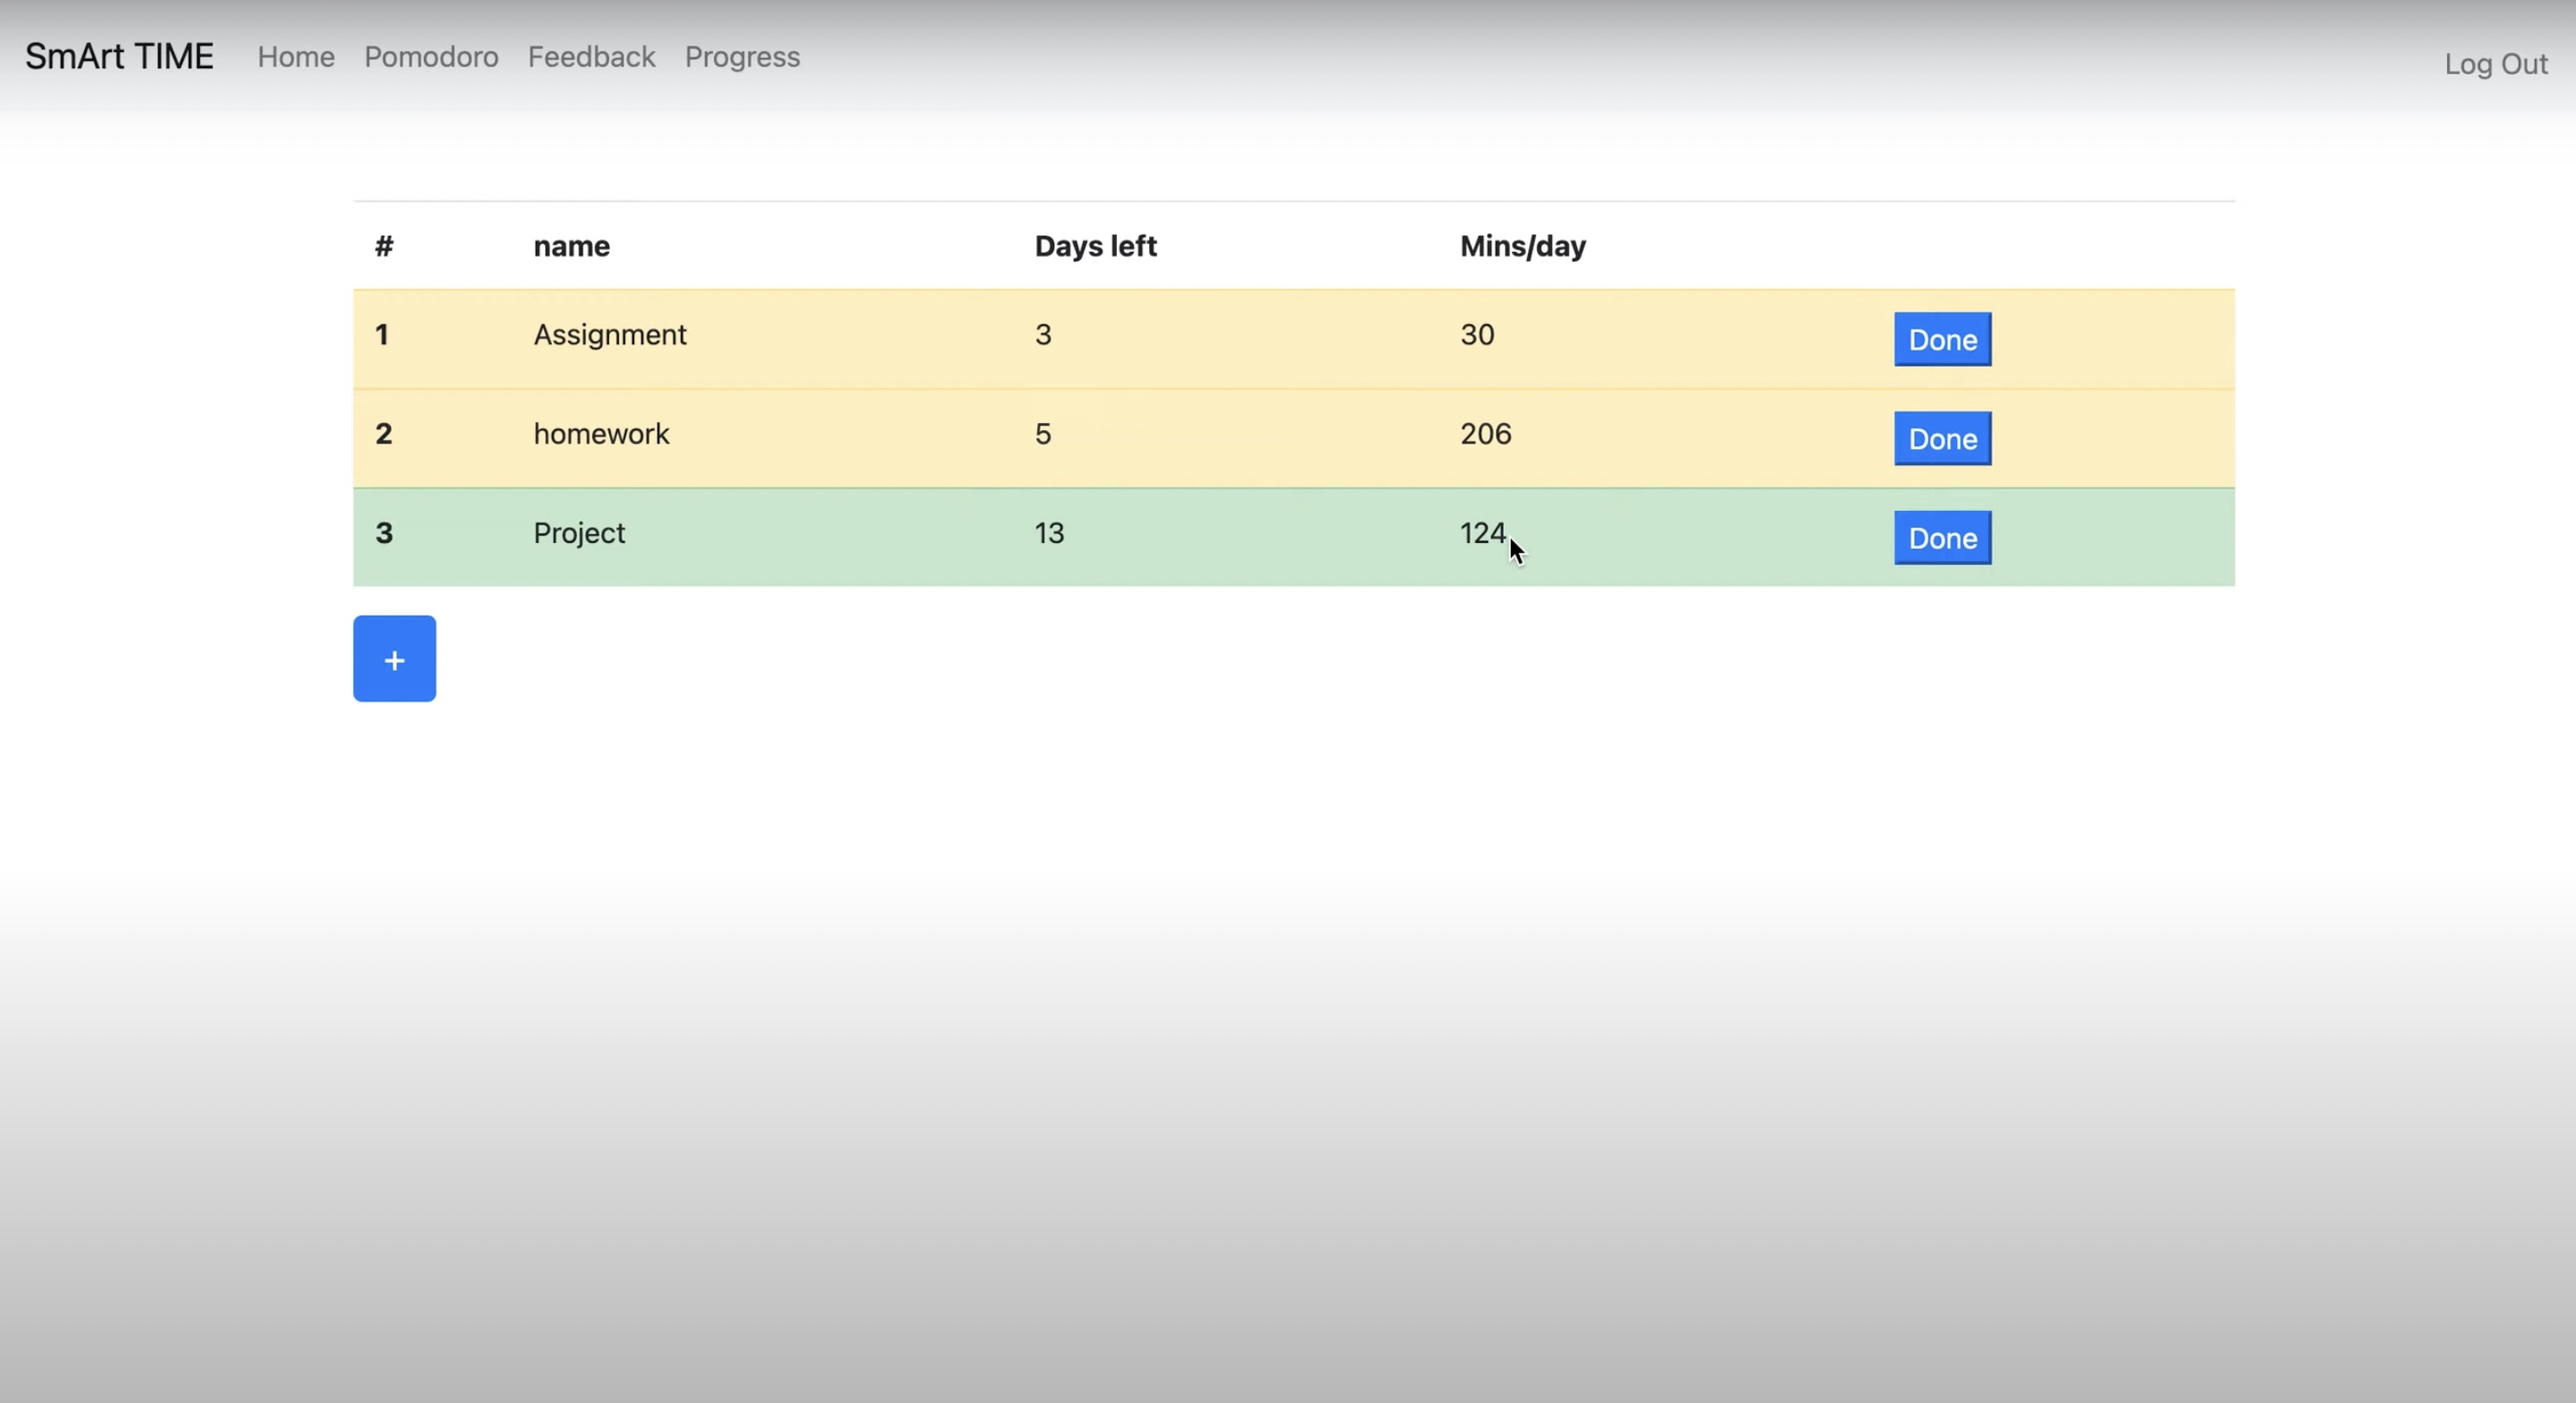 SmArt TIME Home Pomodoro Feedback Progress Log Out
# name Days left Mins/day
1 Assignment 3 30 Done
2 homework 5 206 Done
3 Project 13 124 Done
+